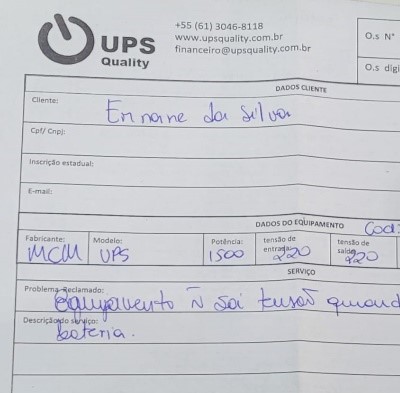 +55 (61) 3046-8118
www.upsquality.com.br
financeiro@upsquality.com.br
UPS
Quality
O.s N°
O.s digi
DADOS CLIENTE
Cliente: da Silva
Cpf/ Cnpj:
Inscrição estadual:
E-mail:
DADOS DO EQUIPAMENTO Cod:
Fabricante: MCM Modelo: UPS Potência: 1500 tensão de entrada: 220 tensão de saída: 220
SERVIÇO
Problema Reclamado:
Equipamento ñ sai tensão quand
Descrição do serviço:
bateria.